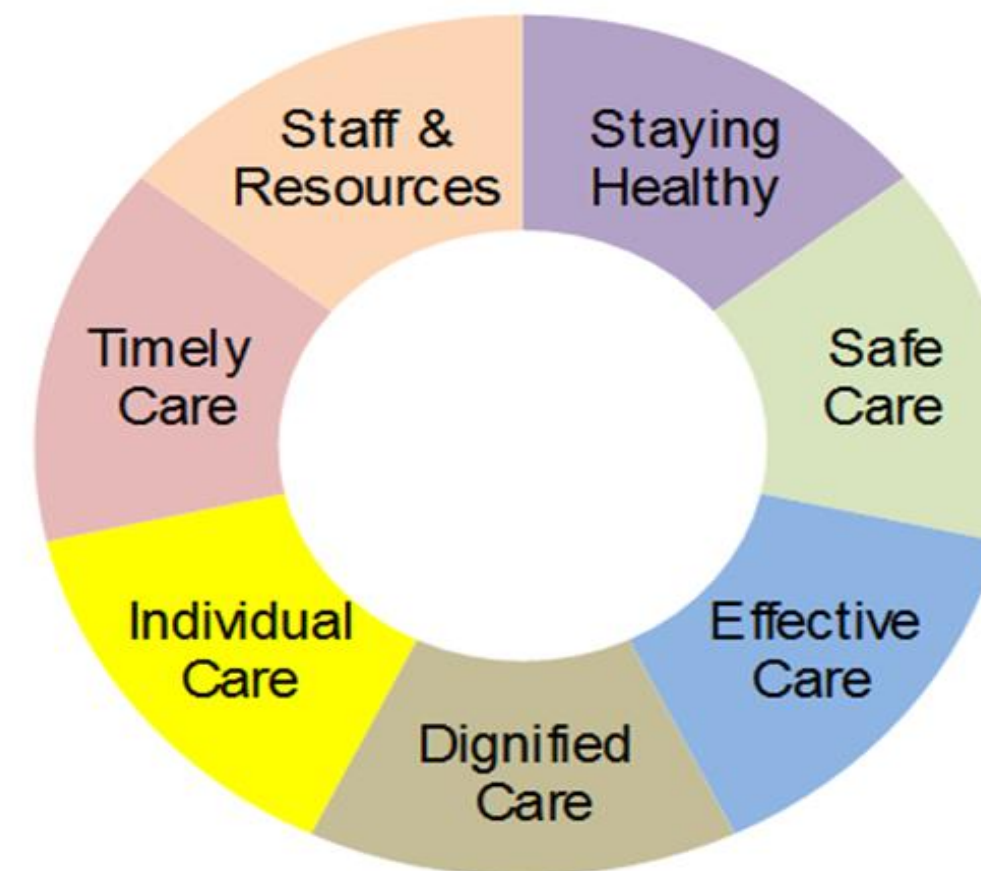 Staff &
Resources
Staying
Healthy
Timely
Care
Safe
Care
Individual
Care
Effective
Care
Dignified
Care